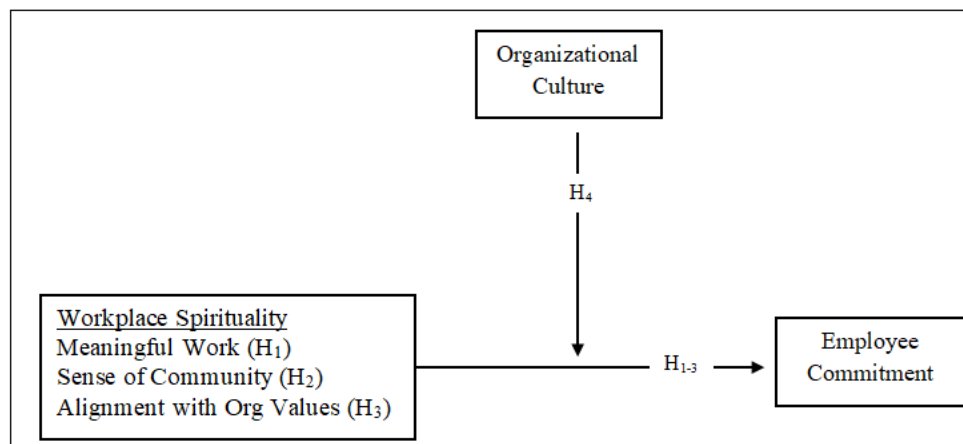 Organizational
Culture
H₄
Workplace Spirituality
Meaningful Work (H₁)
Sense of Community (H₂)
Alignment with Org Values (H₃)
H₁₋₃
Employee
Commitment